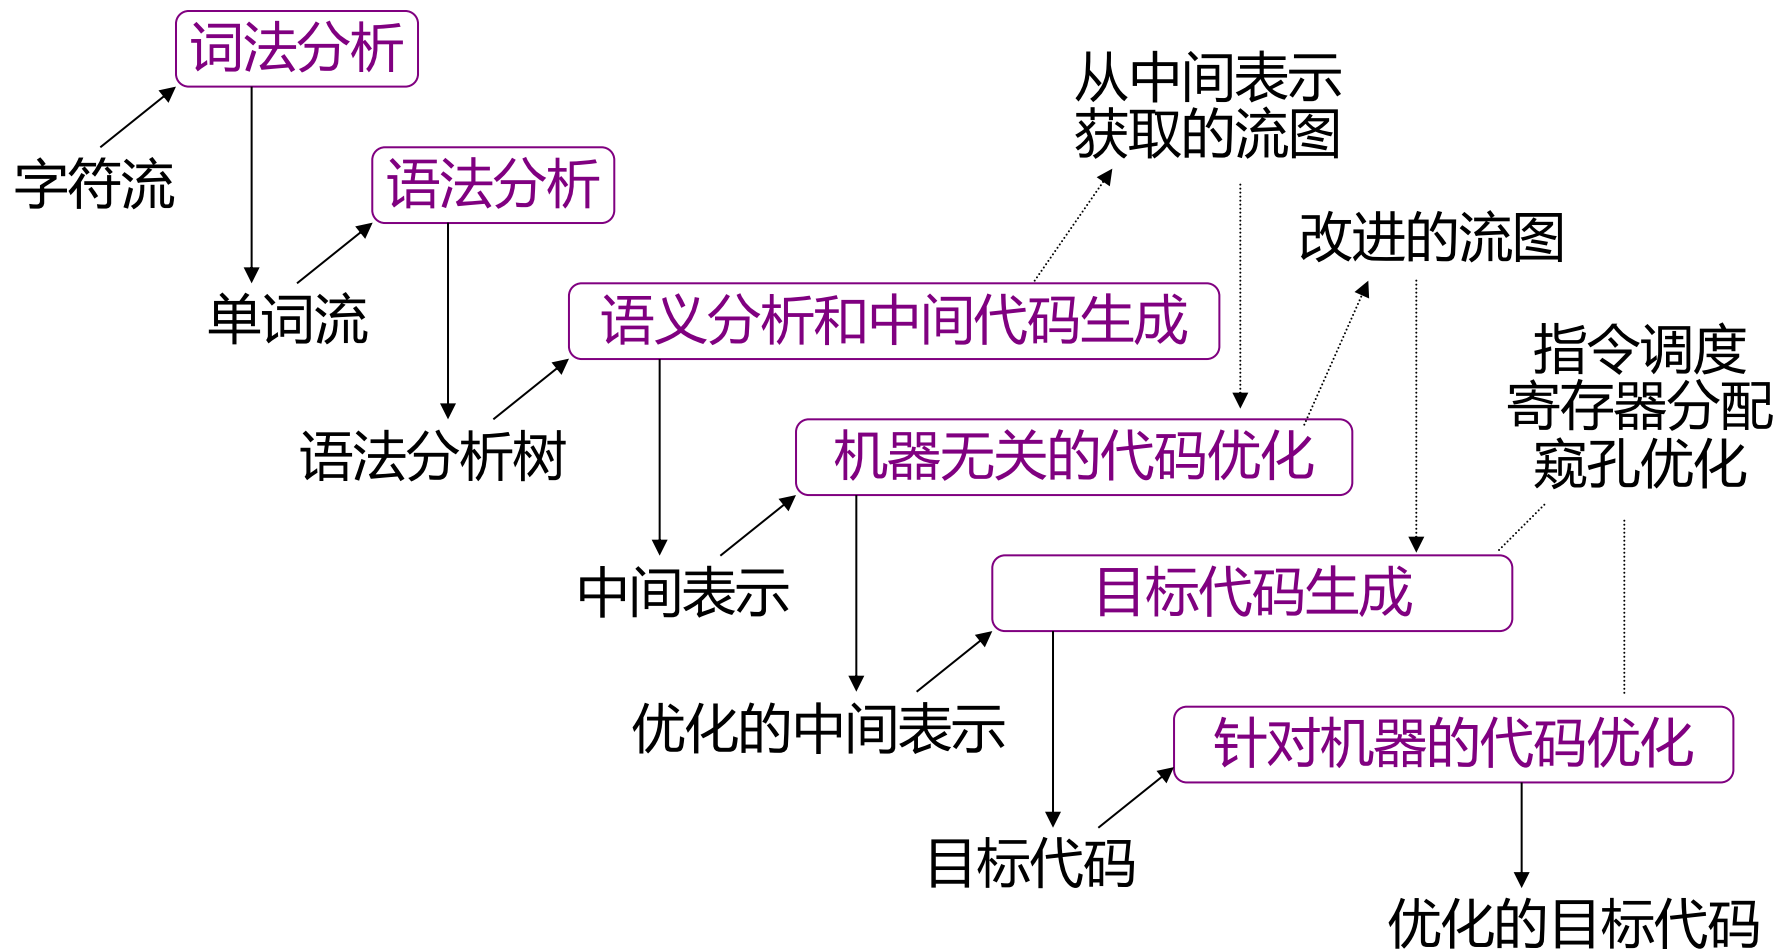 词法分析
从中间表示
获取的流图
字符流
语法分析
改进的流图
单词流
语义分析和中间代码生成
指令调度
寄存器分配
窥孔优化
语法分析树
机器无关的代码优化
中间表示
目标代码生成
优化的中间表示
针对机器的代码优化
目标代码
优化的目标代码